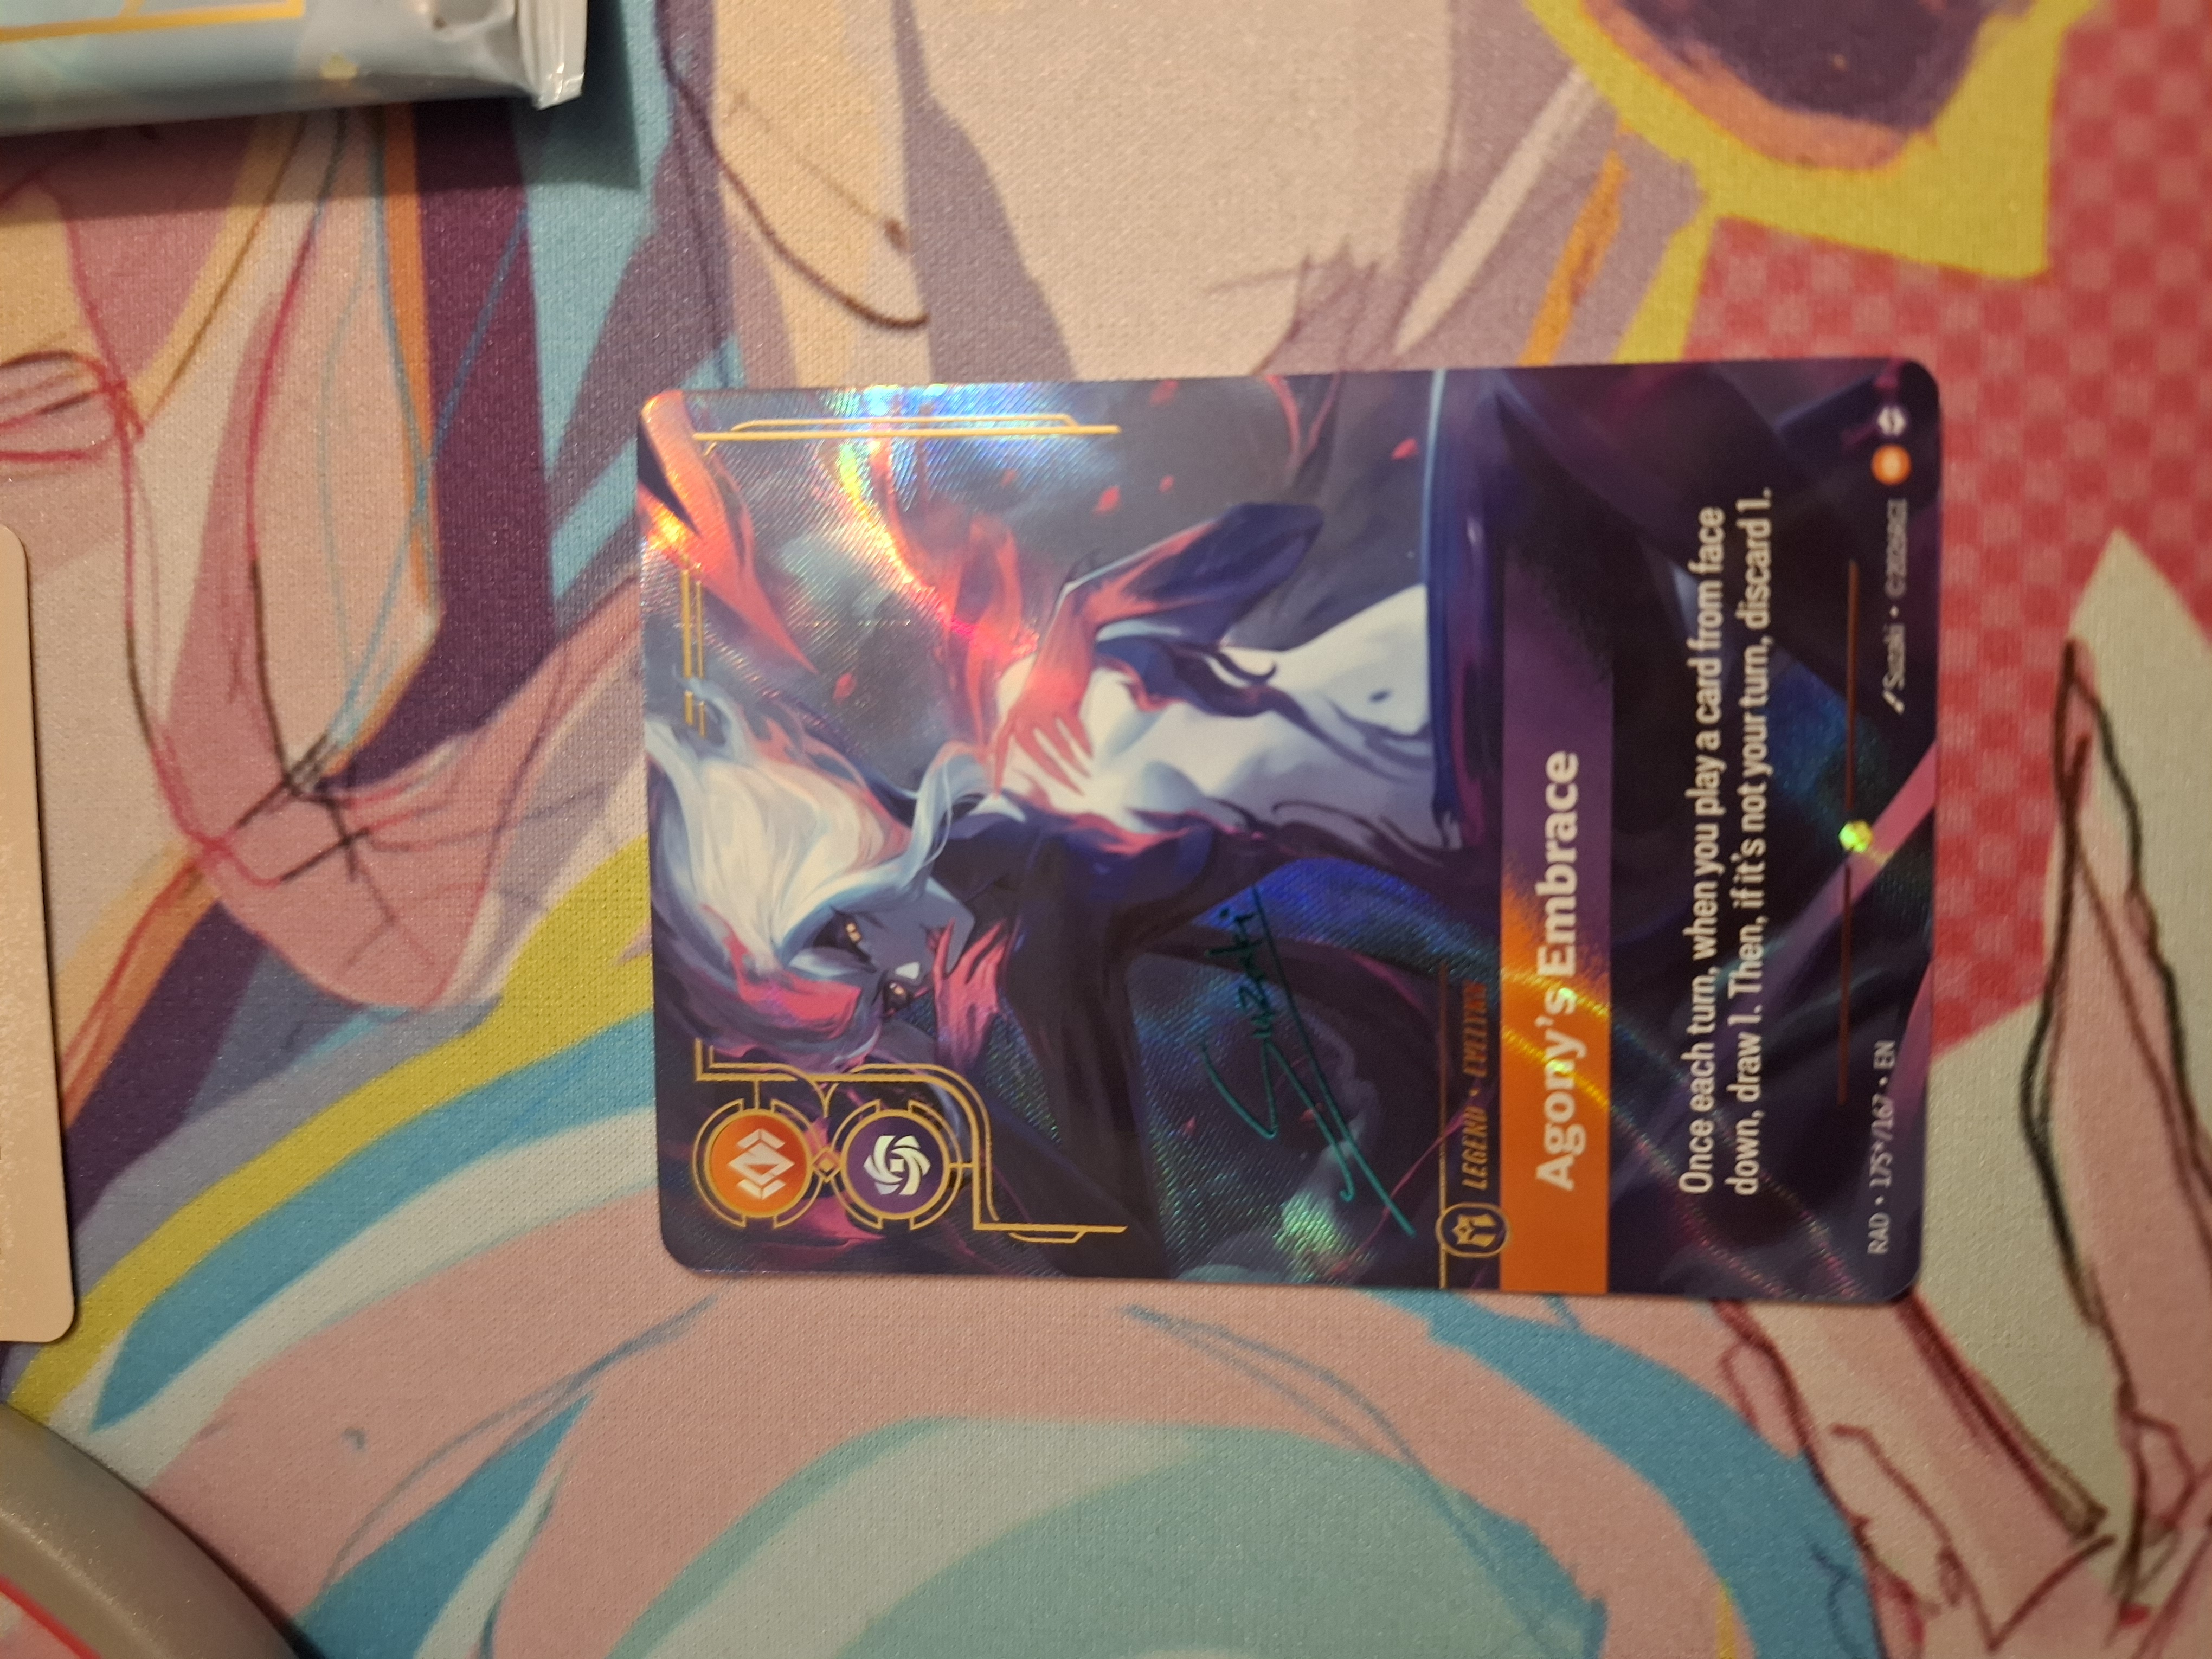 Suzaki
LEGEND • EVELYNN
Agony's Embrace
Once each turn, when you play a card from face
down, draw 1. Then, if it's not your turn, discard 1.
RAD • 175*/167 • EN
Suzaki • ©2026RGI